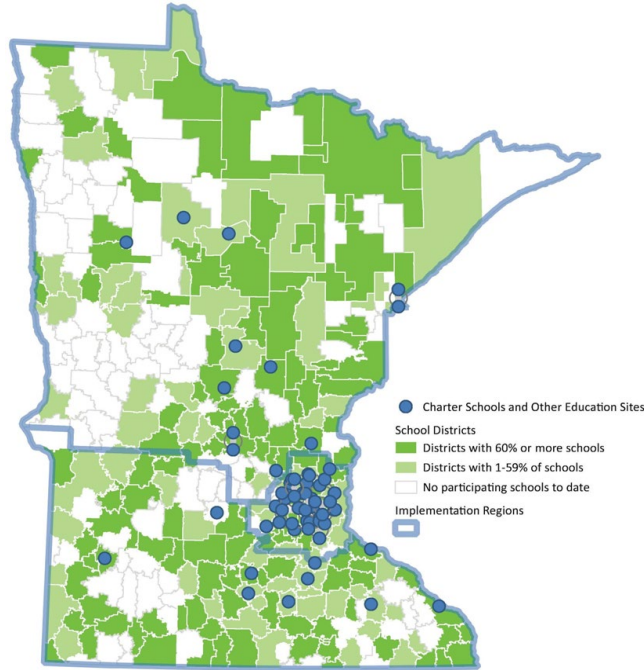 Charter Schools and Other Education Sites
School Districts
Districts with 60% or more schools
Districts with 1-59% of schools
No participating schools to date
Implementation Regions